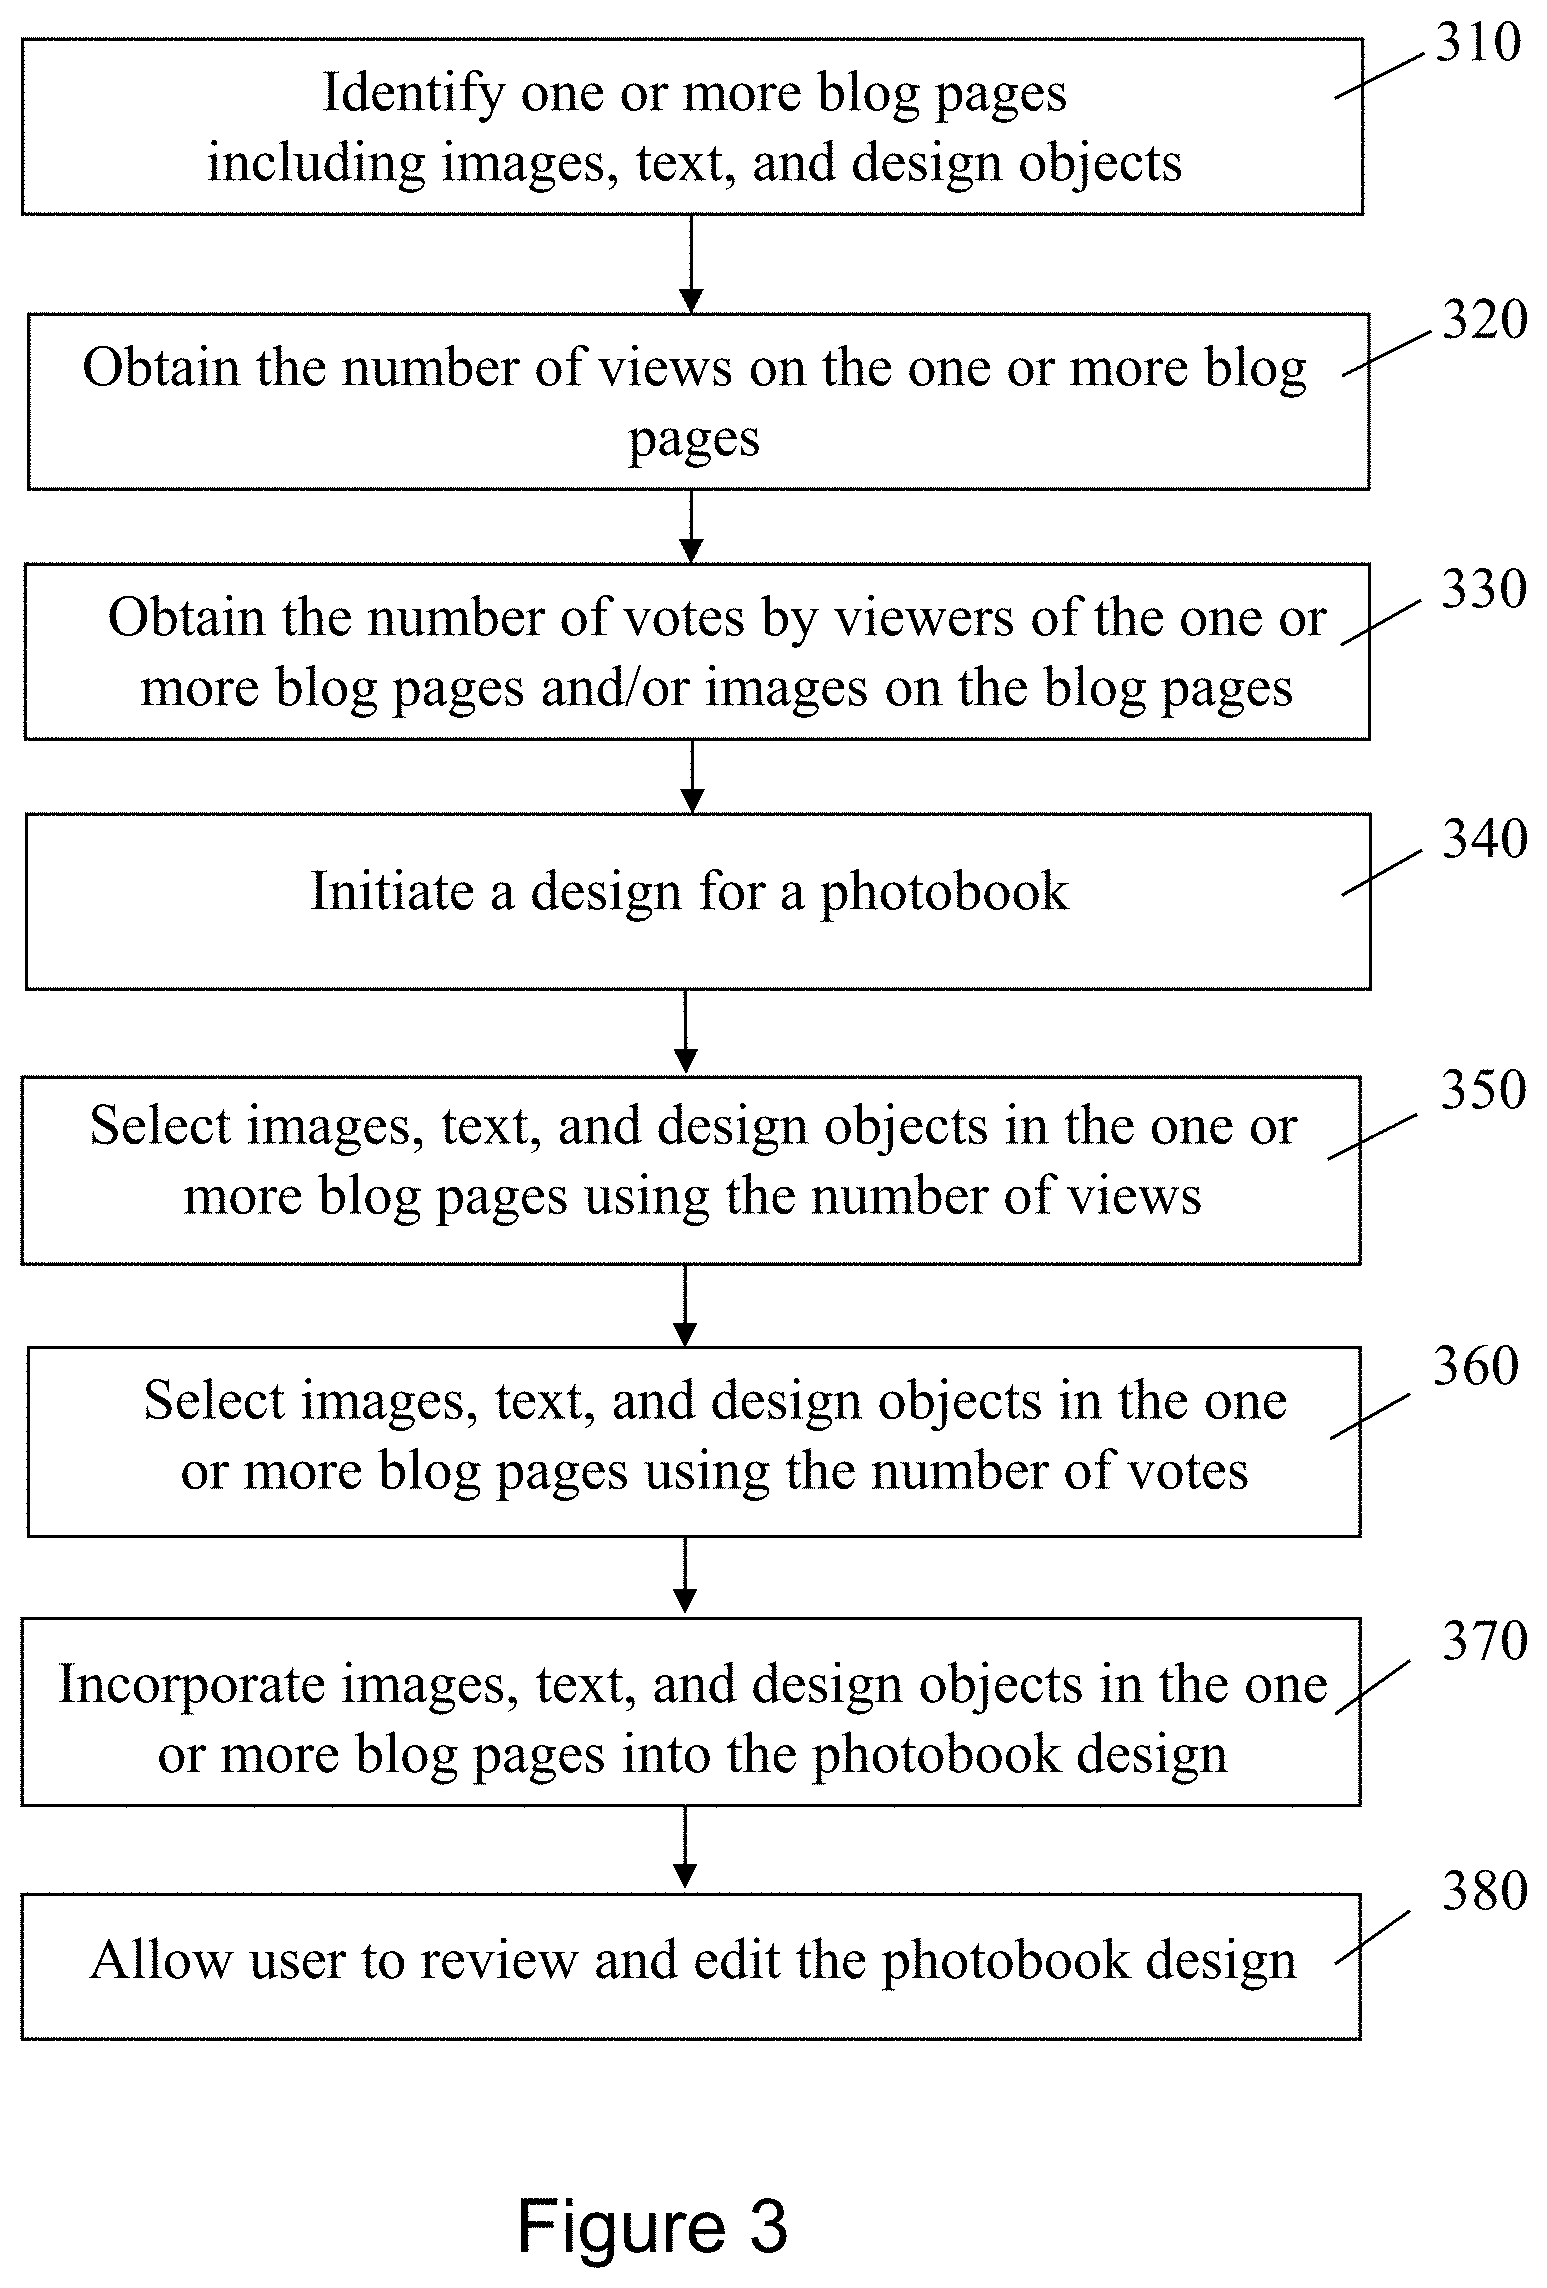 310
Identify one or more blog pages
including images, text, and design objects
320
Obtain the number of views on the one or more blog
pages
330
Obtain the number of votes by viewers of the one or
more blog pages and/or images on the blog pages
340
Initiate a design for a photobook
350
Select images, text, and design objects in the one or
more blog pages using the number of views
360
Select images, text, and design objects in the one
or more blog pages using the number of votes
370
Incorporate images, text, and design objects in the one
or more blog pages into the photobook design
380
Allow user to review and edit the photobook design
Figure 3